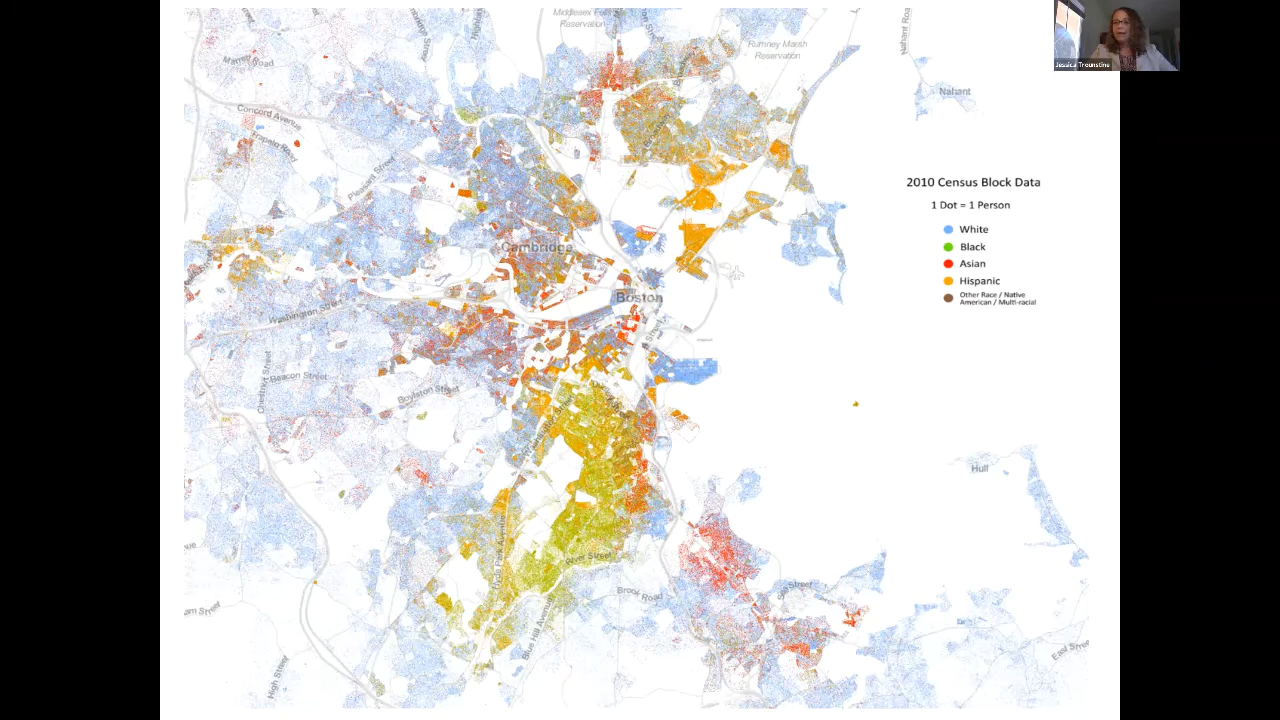 Middlesex Fells
Reservation
Rumney Marsh
Reservation
Nahant
Concord Avenue
Pleasant Street
Cambridge
Boston
Washington
Beacon Street
Chestnut Street
Boylston Street
Hyde Park Avenue
River Street
Brook Road
Blue Hill Avenue
High Street
Hull
East Street
Jessica Trounstine
2010 Census Block Data
1 Dot = 1 Person
White
Black
Asian
Hispanic
Other Race / Native
American / Multi-racial